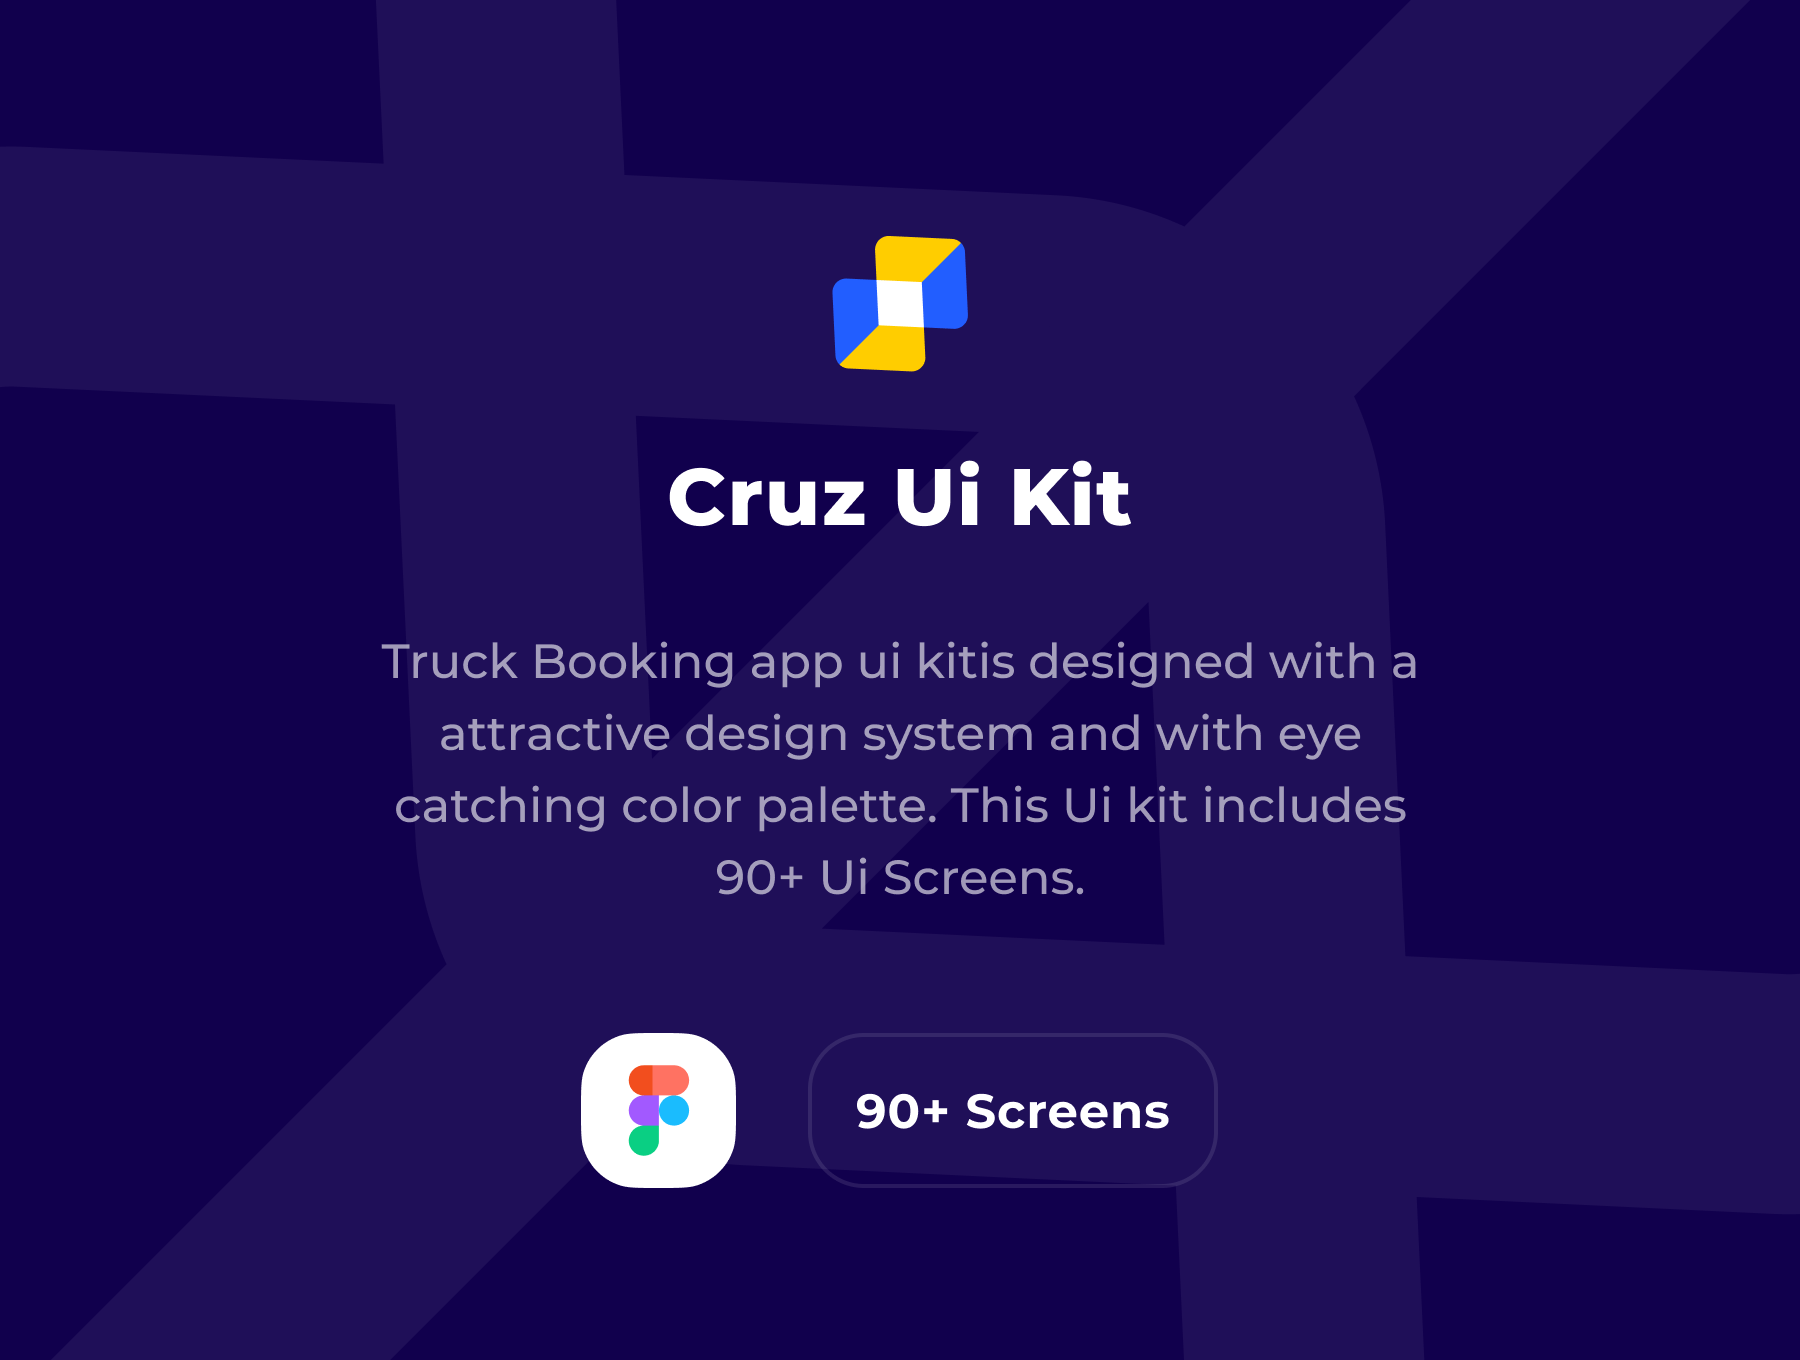 Cruz Ui Kit
Truck Booking app ui kitis designed with a
attractive design system and with eye
catching color palette. This Ui kit includes
90+ Ui Screens.
90+ Screens